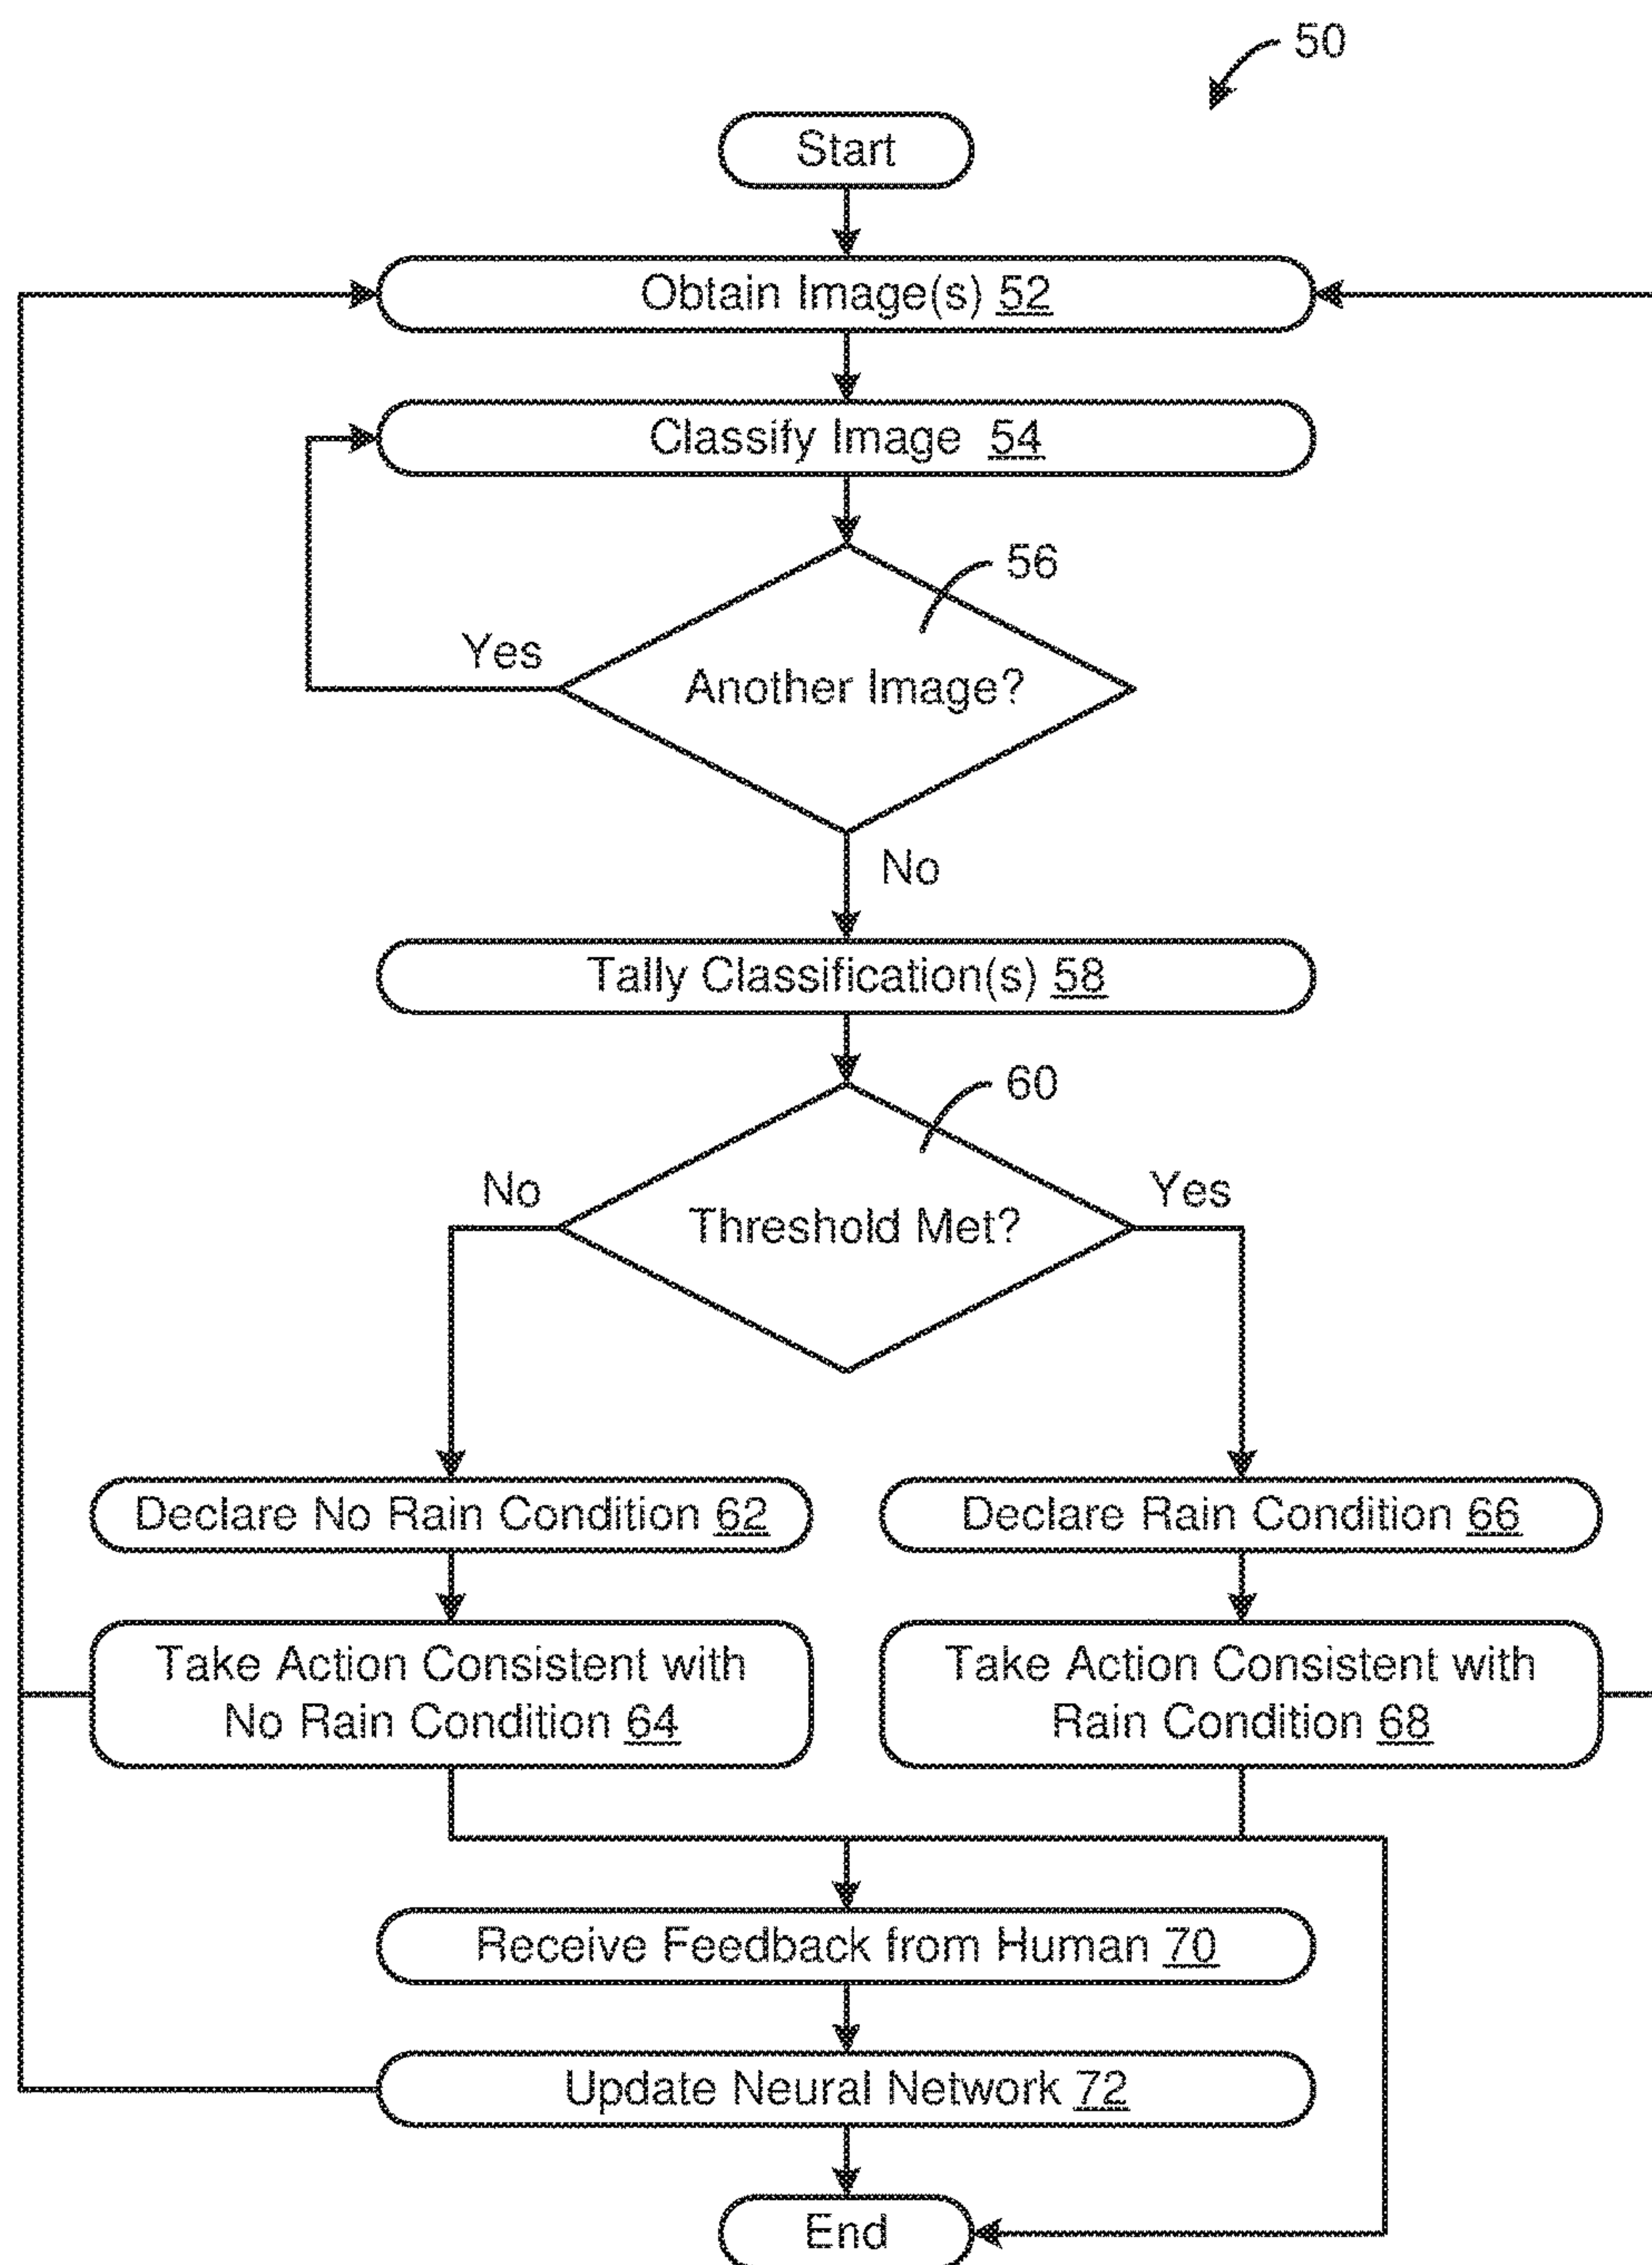 50
Start
Obtain Image(s) 52
Classify Image 54
56
Yes
Another Image?
No
Tally Classification(s) 58
60
No
Yes
Threshold Met?
Declare No Rain Condition 62
Declare Rain Condition 66
Take Action Consistent with
No Rain Condition 64
Take Action Consistent with
Rain Condition 68
Receive Feedback from Human 70
Update Neural Network 72
End